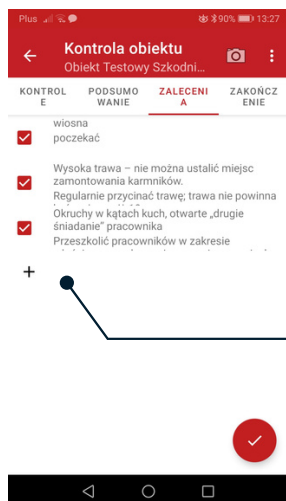 Plus 90% 13:27
Kontrola obiektu
Obiekt Testowy Szkodni...
KONTROL
E
PODSUMO
WANIE
ZALECENI
A
ZAKOŃCZ
ENIE
wiosna
poczekać
Wysoka trawa – nie można ustalić miejsc
zamontowania karmników.
Regularnie przycinać trawę; trawa nie powinna
Okruchy w kątach kuch, otwarte „drugie
śniadanie” pracownika
Przeszkolić pracowników w zakresie